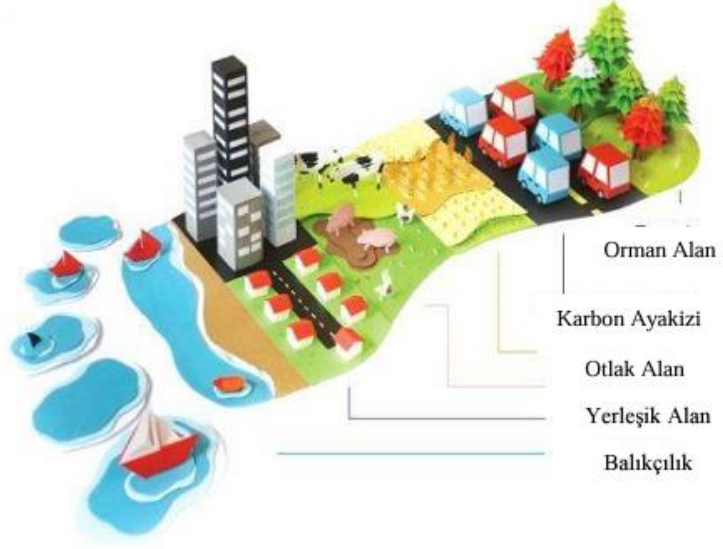 Orman Alan
Karbon Ayakizi
Otlak Alan
Yerleşik Alan
Balıkçılık